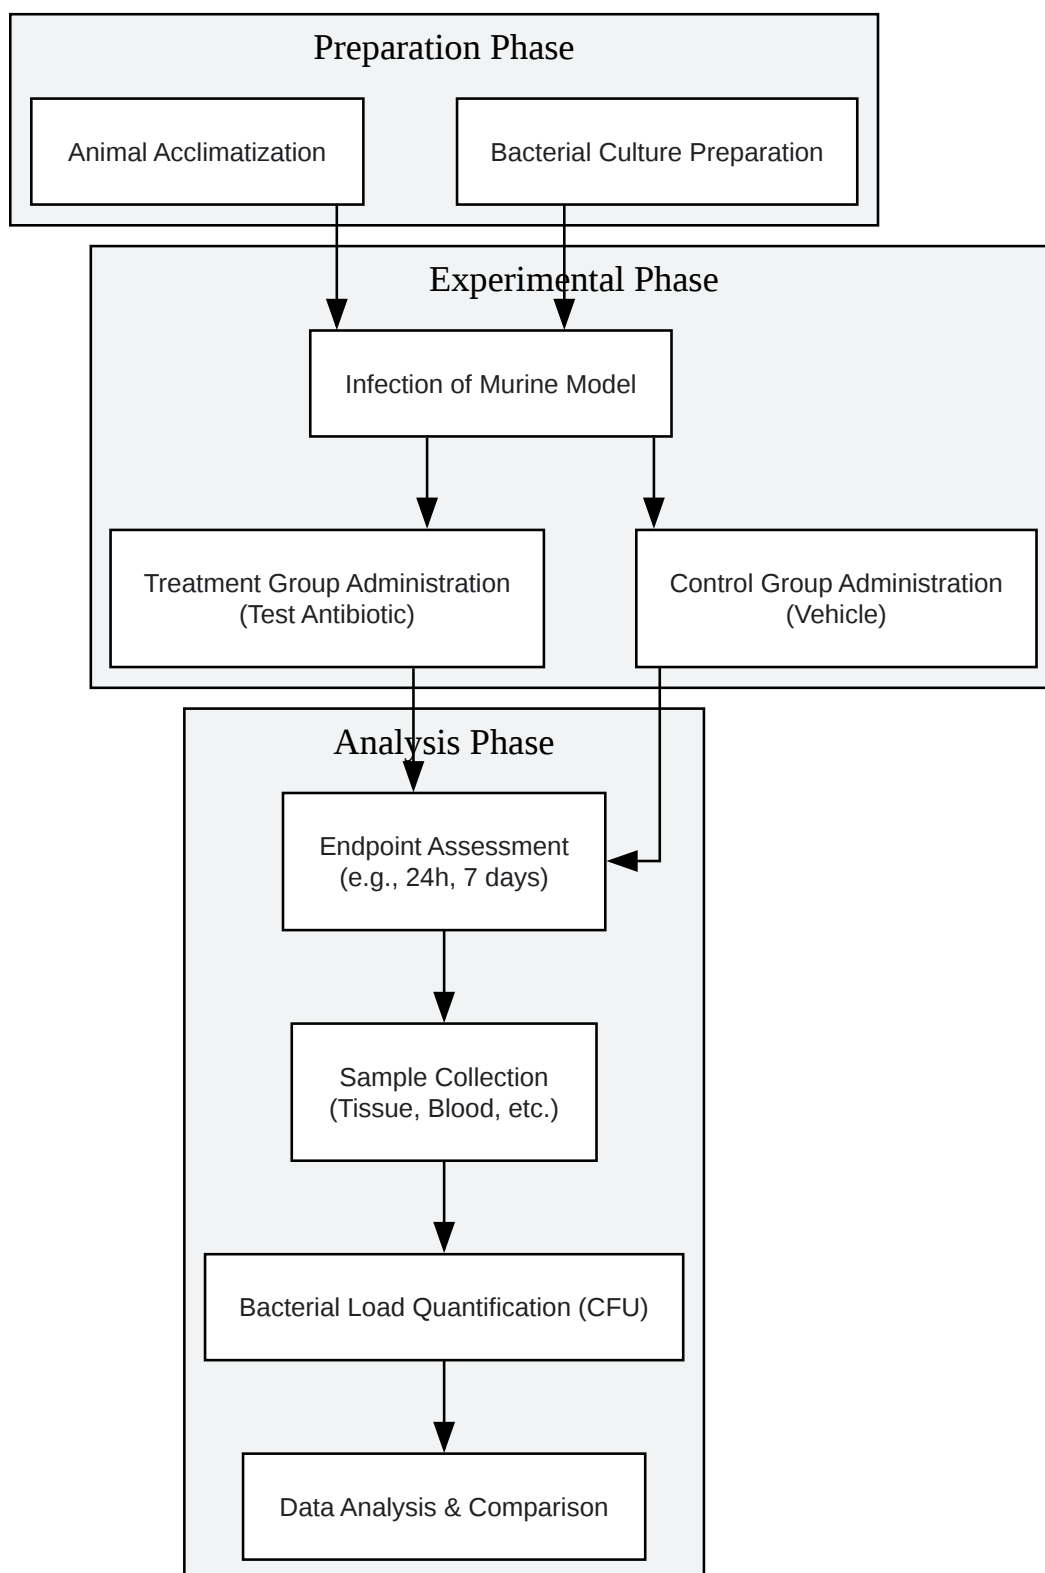 Preparation Phase
Animal Acclimatization
Bacterial Culture Preparation
Experimental Phase
Infection of Murine Model
Treatment Group Administration
(Test Antibiotic)
Control Group Administration
(Vehicle)
Analysis Phase
Endpoint Assessment
(e.g., 24h, 7 days)
Sample Collection
(Tissue, Blood, etc.)
Bacterial Load Quantification (CFU)
Data Analysis & Comparison